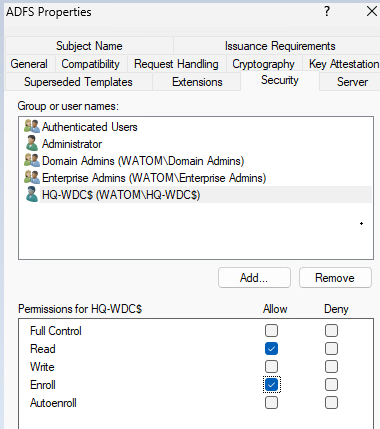 ADFS Properties ? X
Subject Name Issuance Requirements
General Compatibility Request Handling Cryptography Key Attestation
Superseded Templates Extensions Security Server
Group or user names:
Authenticated Users
Administrator
Domain Admins (WATOM\Domain Admins)
Enterprise Admins (WATOM\Enterprise Admins)
HQ-WDC$ (WATOM\HQ-WDC$)
Add... Remove
Permissions for HQ-WDC$ Allow Deny
Full Control
Read
Write
Enroll
Autoenroll